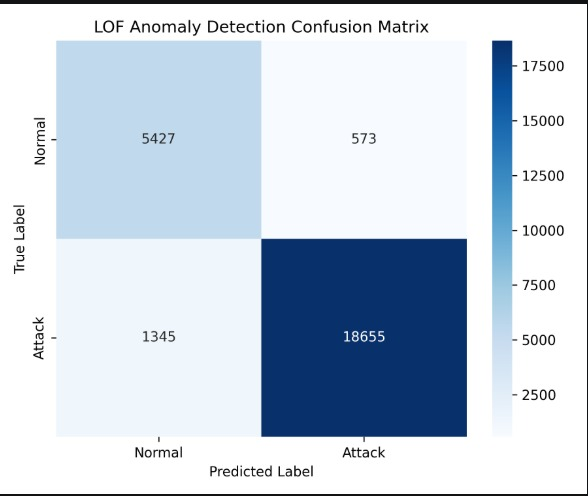 LOF Anomaly Detection Confusion Matrix
True Label
Normal
Attack
5427 573
1345 18655
Normal Attack
Predicted Label
17500
15000
12500
10000
7500
5000
2500